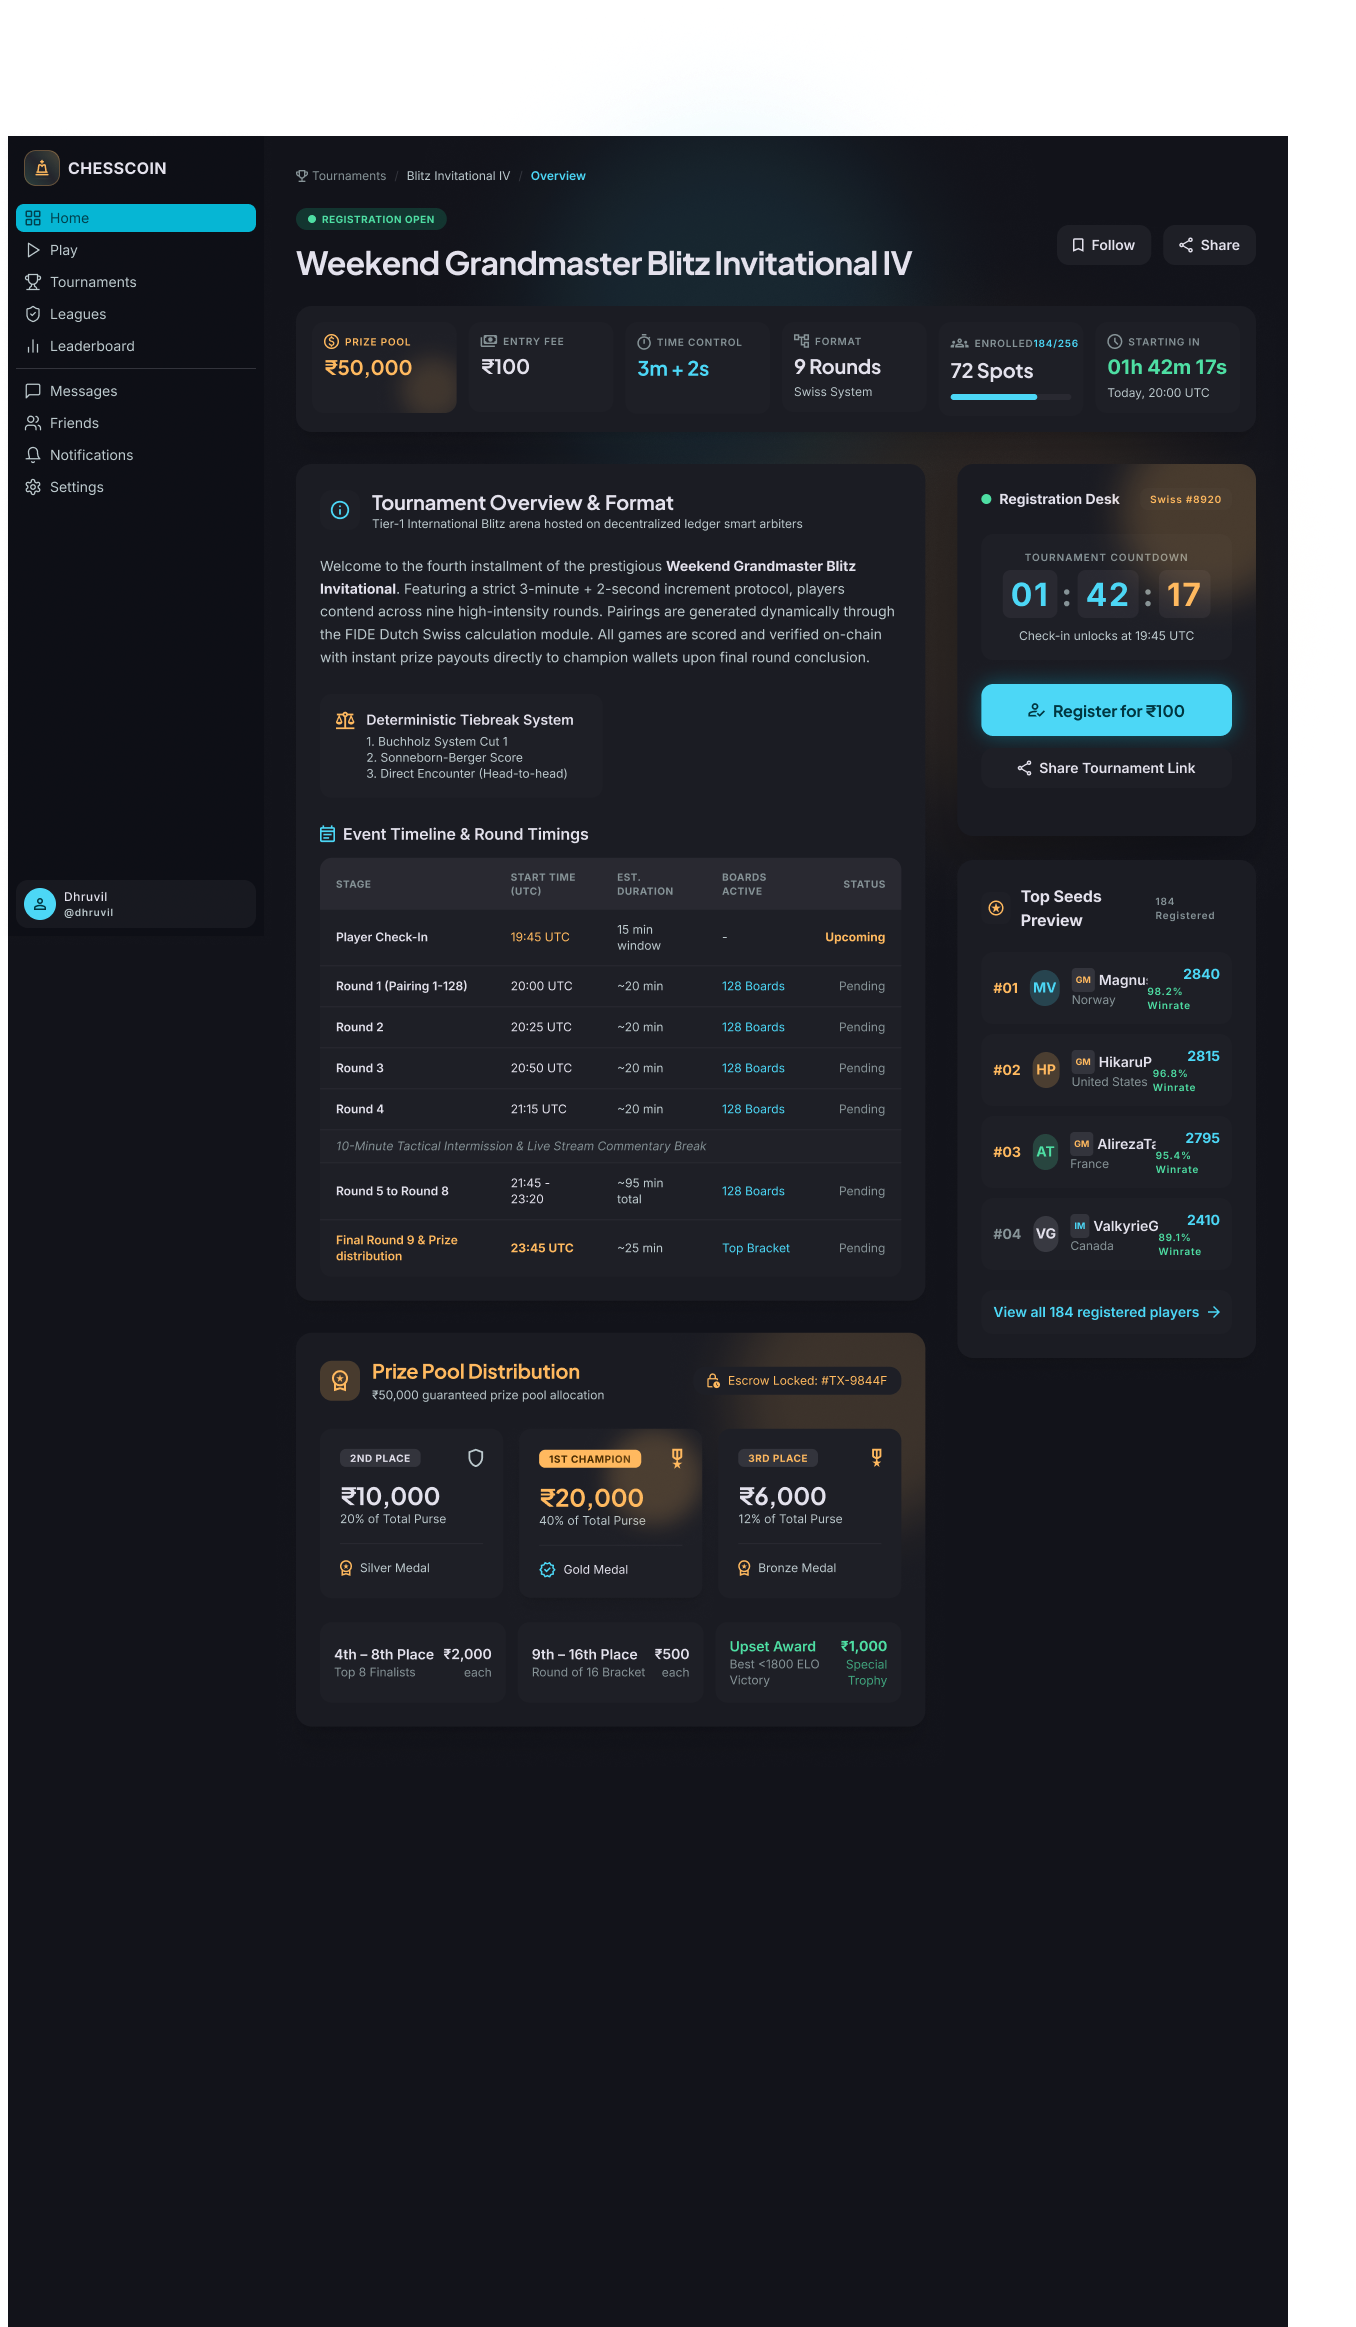 CHESSCOIN
Home
Play
Tournaments
Leagues
Leaderboard
Messages
Friends
Notifications
Settings
Dhruvil
@dhruvil
Tournaments / Blitz Invitational IV / Overview
REGISTRATION OPEN
Weekend Grandmaster Blitz Invitational IV
Follow
Share
PRIZE POOL
₹50,000
ENTRY FEE
₹100
TIME CONTROL
3m + 2s
FORMAT
9 Rounds
Swiss System
ENROLLED184/256
72 Spots
STARTING IN
01h 42m 17s
Today, 20:00 UTC
Tournament Overview & Format
Tier-1 International Blitz arena hosted on decentralized ledger smart arbiters
Welcome to the fourth installment of the prestigious Weekend Grandmaster Blitz
Invitational. Featuring a strict 3-minute + 2-second increment protocol, players
contend across nine high-intensity rounds. Pairings are generated dynamically through
the FIDE Dutch Swiss calculation module. All games are scored and verified on-chain
with instant prize payouts directly to champion wallets upon final round conclusion.
Deterministic Tiebreak System
1. Buchholz System Cut 1
2. Sonneborn-Berger Score
3. Direct Encounter (Head-to-head)
Event Timeline & Round Timings
STAGE START TIME (UTC) EST. DURATION BOARDS ACTIVE STATUS
Player Check-In 19:45 UTC 15 min window - Upcoming
Round 1 (Pairing 1-128) 20:00 UTC ~20 min 128 Boards Pending
Round 2 20:25 UTC ~20 min 128 Boards Pending
Round 3 20:50 UTC ~20 min 128 Boards Pending
Round 4 21:15 UTC ~20 min 128 Boards Pending
10-Minute Tactical Intermission & Live Stream Commentary Break
Round 5 to Round 8 21:45 - 23:20 ~95 min total 128 Boards Pending
Final Round 9 & Prize distribution 23:45 UTC ~25 min Top Bracket Pending
Prize Pool Distribution
₹50,000 guaranteed prize pool allocation
Escrow Locked: #TX-9844F
2ND PLACE
₹10,000
20% of Total Purse
Silver Medal
1ST CHAMPION
₹20,000
40% of Total Purse
Gold Medal
3RD PLACE
₹6,000
12% of Total Purse
Bronze Medal
4th – 8th Place ₹2,000
Top 8 Finalists each
9th – 16th Place ₹500
Round of 16 Bracket each
Upset Award ₹1,000
Best <1800 ELO Special
Victory Trophy
Registration Desk
Swiss #8920
TOURNAMENT COUNTDOWN
01 : 42 : 17
Check-in unlocks at 19:45 UTC
Register for ₹100
Share Tournament Link
Top Seeds
Preview
184
Registered
#01 MV GM Magnus 2840
Norway 98.2%
Winrate
#02 HP GM HikaruP 2815
United States 96.8%
Winrate
#03 AT GM AlirezaTa 2795
France 95.4%
Winrate
#04 VG IM ValkyrieG 2410
Canada 89.1%
Winrate
View all 184 registered players